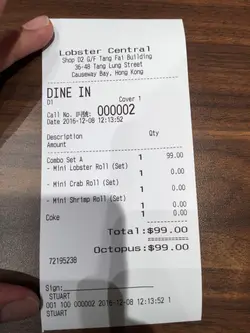 Lobster Central
Shop D2 G/F Tang Fai Building
36-48 Tang Lung Street
Causeway Bay, Hong Kong
DINE IN
D1 Cover 1
Call No. 000002
Date 2016-12-08 12:13:52
Description Qty
Amount
Combo Set A 1 99.00
- Mini Lobster Roll (Set)
1 0.00
- Mini Crab Roll (Set)
1 0.00
- Mini Shrimp Roll (Set)
1 0.00
Coke 1
Total:$99.00
Octopus:$99.00
72195238
Sign:
STUART
001 100 000002 2016-12-08 12:13:52 1
STUART